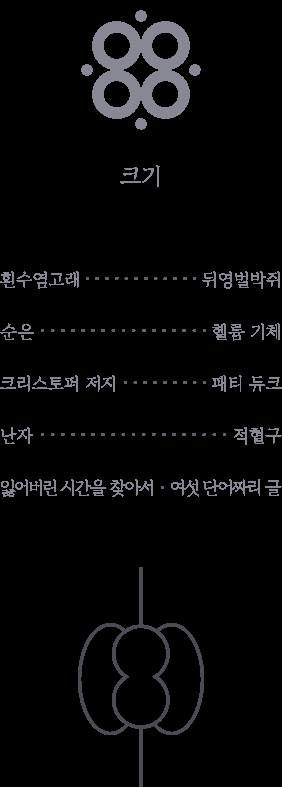 크기
흰수염고래 뒤영벌박쥐
순은 헬륨 기체
크리스토퍼 저지 패티 듀크
난자 적혈구
잃어버린 시간을 찾아서 · 여섯 단어짜리 글